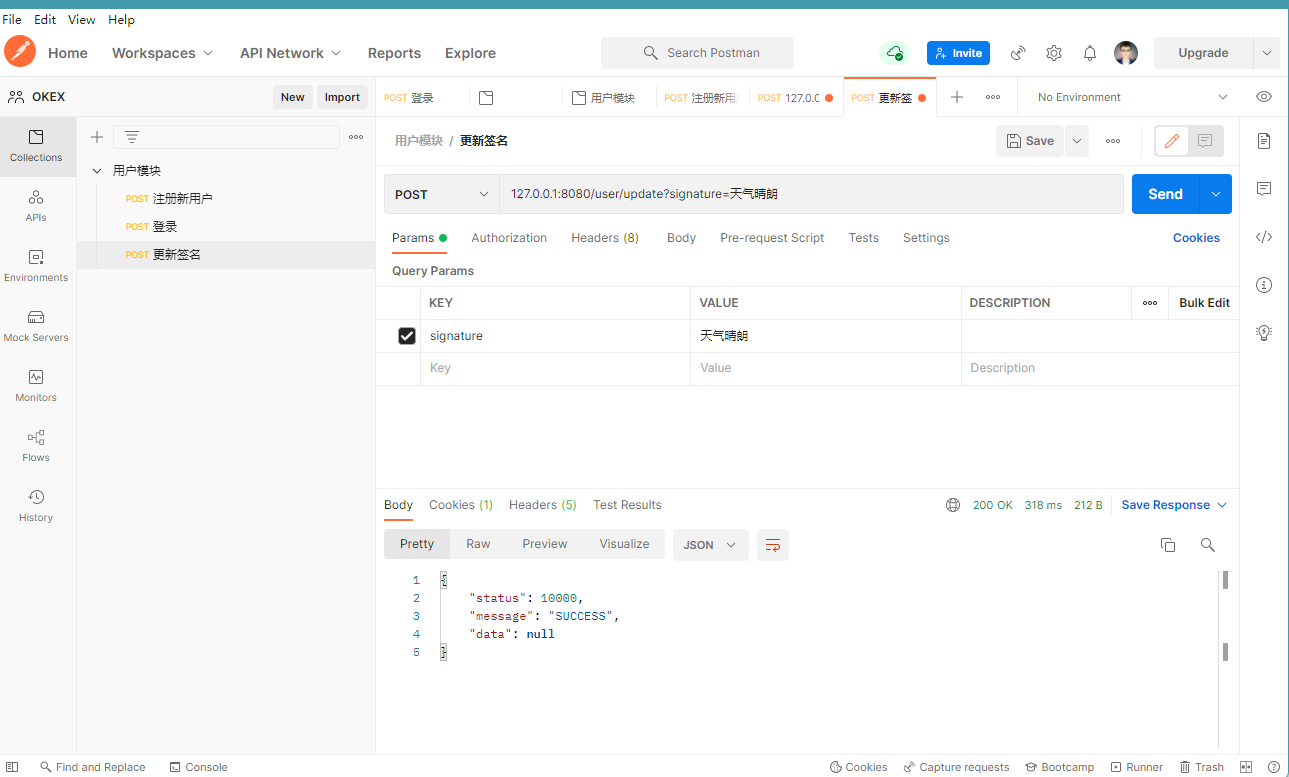 File Edit View Help
Home Workspaces API Network Reports Explore Search Postman Invite Upgrade
OKEX New Import POST 登录 用户模块 POST 注册新用 POST 127.0.0 POST 更新签 No Environment
Collections
APIs
Environments
Mock Servers
Monitors
Flows
History
用户模块
POST 注册新用户
POST 登录
POST 更新签名
用户模块 / 更新签名 Save
POST 127.0.0.1:8080/user/update?signature=天气晴朗 Send
Params Authorization Headers (8) Body Pre-request Script Tests Settings Cookies
Query Params
KEY VALUE DESCRIPTION Bulk Edit
signature 天气晴朗
Key Value Description
Body Cookies (1) Headers (5) Test Results 200 OK 318 ms 212 B Save Response
Pretty Raw Preview Visualize JSON
1 {
2 "status": 10000,
3 "message": "SUCCESS",
4 "data": null
5 }
Find and Replace Console Cookies Capture requests Bootcamp Runner Trash